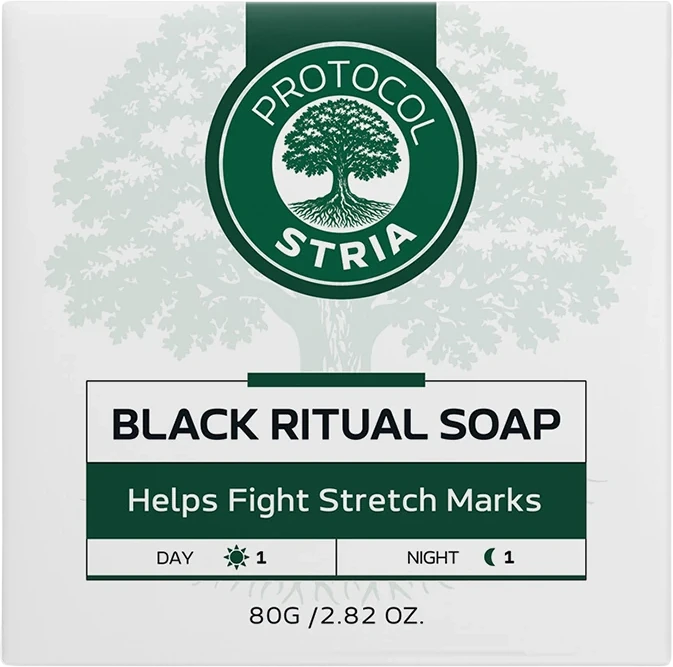 PROTOCOL
STRIA
BLACK RITUAL SOAP
Helps Fight Stretch Marks
DAY 1
NIGHT 1
80G /2.82 OZ.